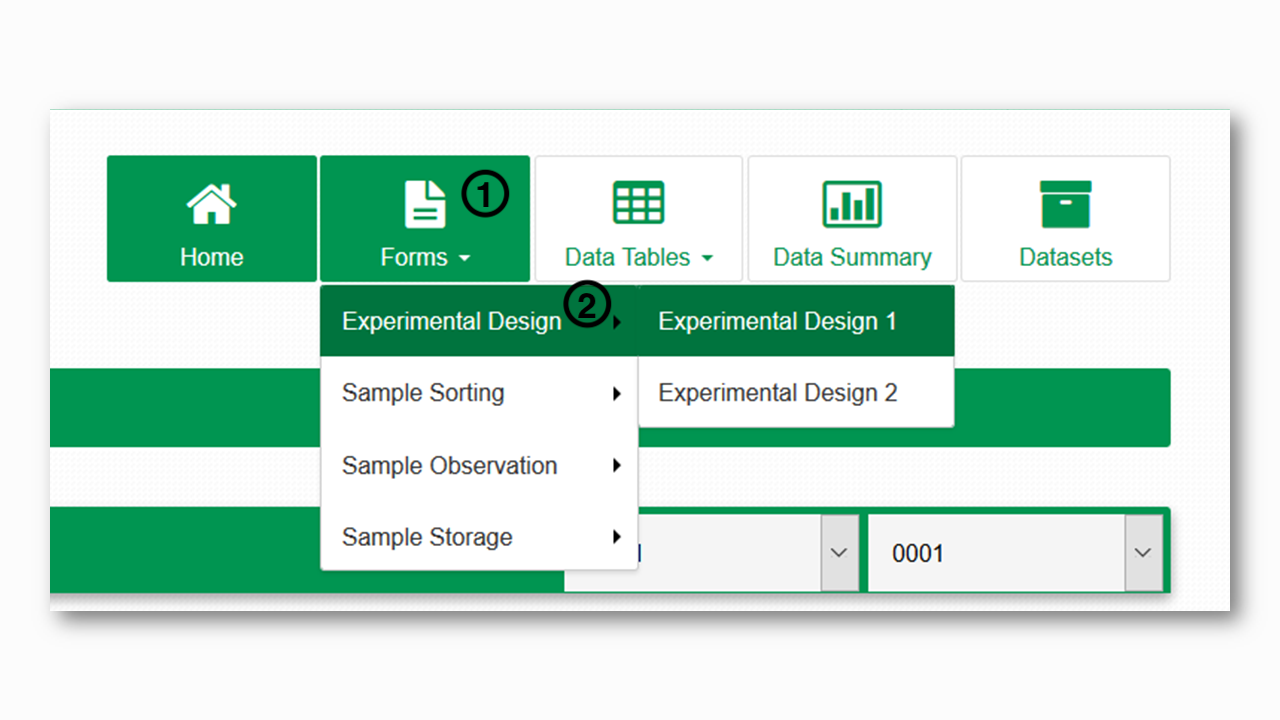 Home
Forms
1
Data Tables
Data Summary
Datasets
Experimental Design
2
Experimental Design 1
Sample Sorting
Experimental Design 2
Sample Observation
Sample Storage
0001